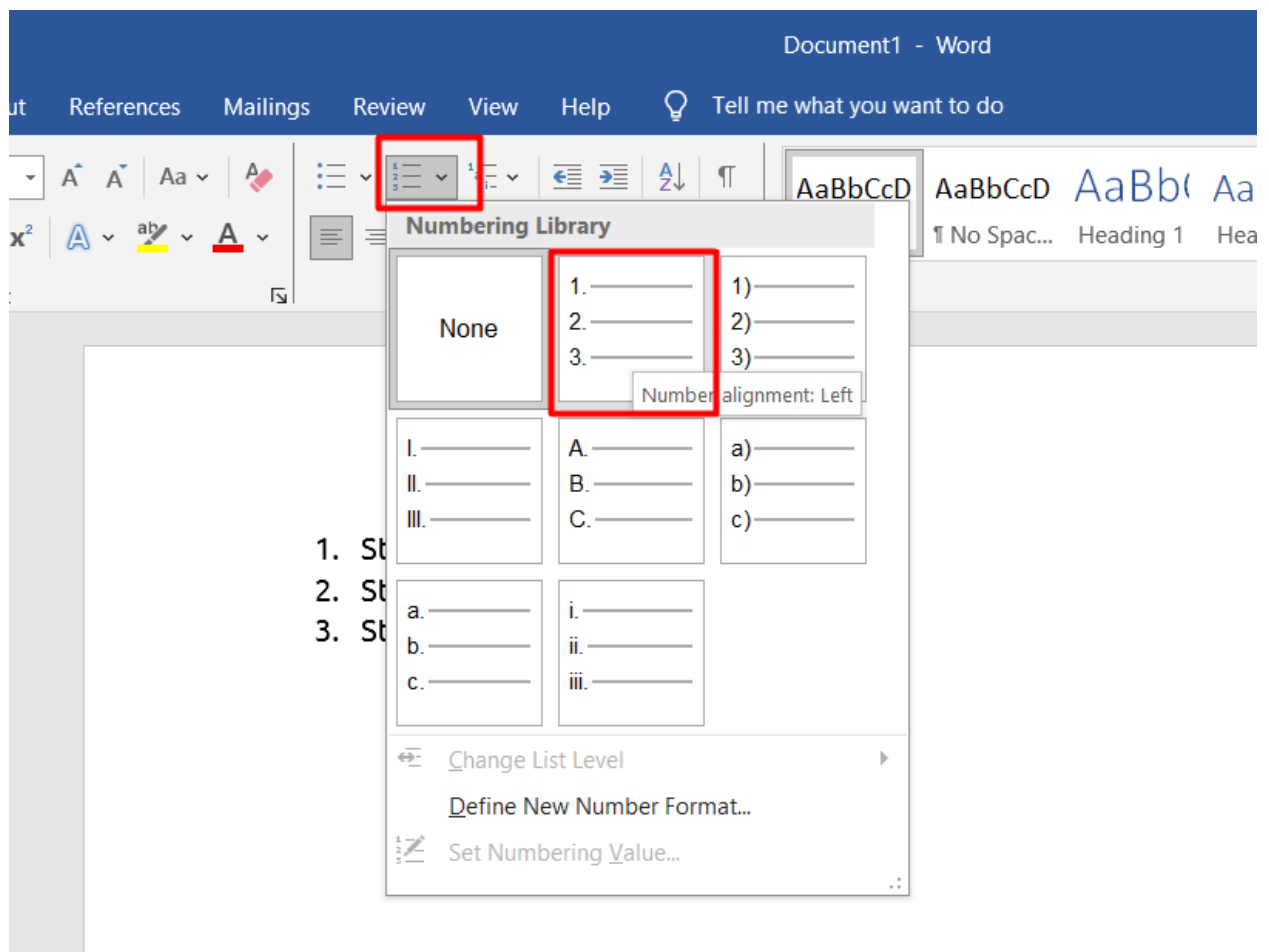 Document1 - Word
ut References Mailings Review View Help Tell me what you want to do
A A Aa A AaBbCcD AaBbCcD AaBb( Aa
x² A ab A ¶ No Spac... Heading 1 Hea
Numbering Library
None
1.
2.
3.
1)
2)
3)
Number alignment: Left
I.
II.
III.
A.
B.
C.
a)
b)
c)
1. St
2. St
3. St
a.
b.
c.
i.
ii.
iii.
Change List Level
Define New Number Format...
Set Numbering Value...